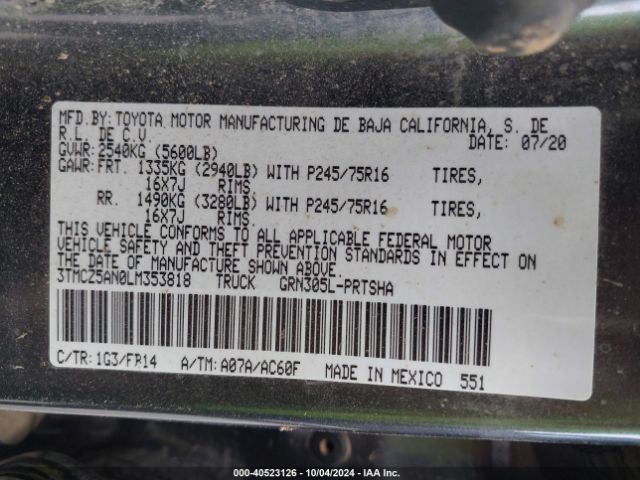 MFD.BY:TOYOTA MOTOR MANUFACTURING DE BAJA CALIFORNIA, S. DE
R.L. DE C.V. DATE: 07/20
GVWR:2540KG (5600LB)
GAWR:FRT. 1335KG (2940LB) WITH P245/75R16 TIRES,
16X7J RIMS.
RR. 1490KG (3280LB) WITH P245/75R16 TIRES,
16X7J RIMS.
THIS VEHICLE CONFORMS TO ALL APPLICABLE FEDERAL MOTOR
VEHICLE SAFETY AND THEFT PREVENTION STANDARDS IN EFFECT ON
THE DATE OF MANUFACTURE SHOWN ABOVE.
3TMCZ5AN0LM353818 TRUCK GRN305L-PRTSHA
C/TR:1G3/FB14 A/TM:A07A/AC60F MADE IN MEXICO 551
000-40523126 - 10/04/2024 - IAA Inc.